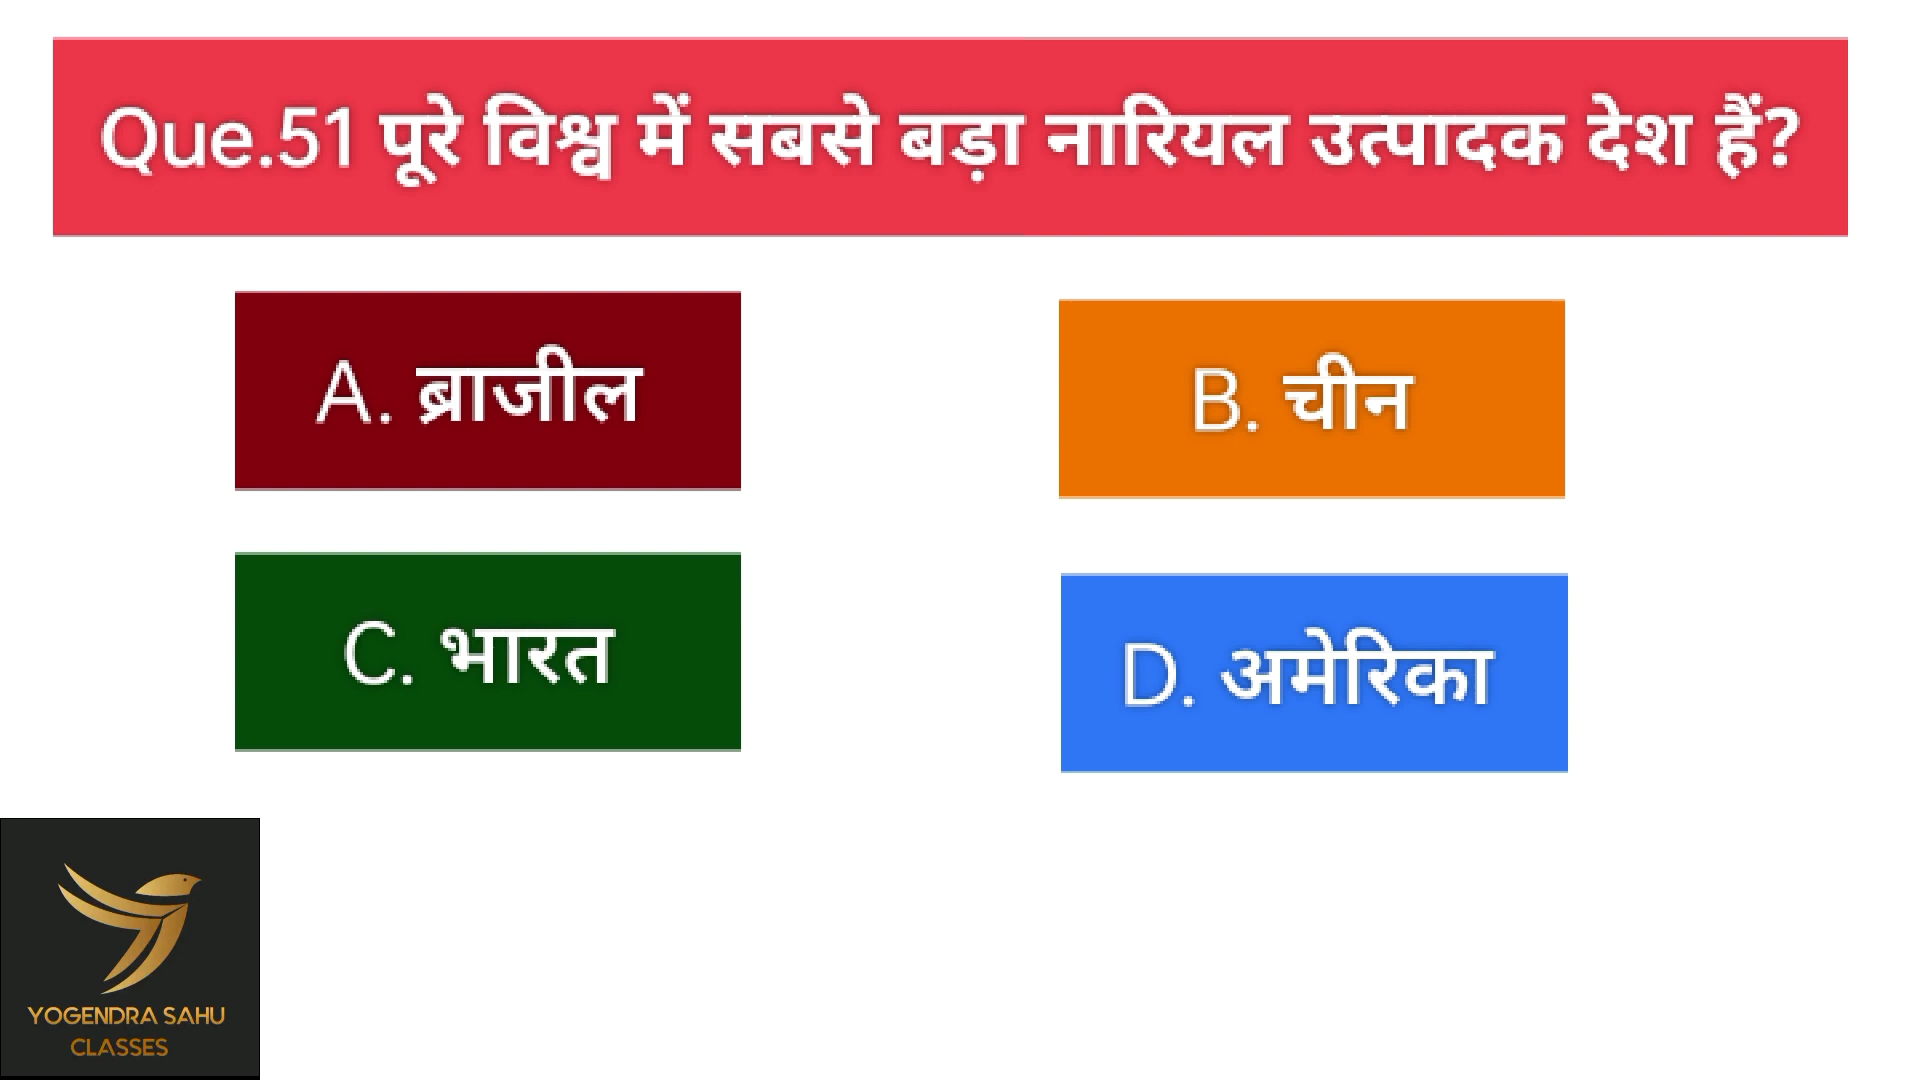 Que.51 पूरे विश्व में सबसे बड़ा नारियल उत्पादक देश हैं?
A. ब्राजील
B. चीन
C. भारत
D. अमेरिका
YOGENDRA SAHU
CLASSES